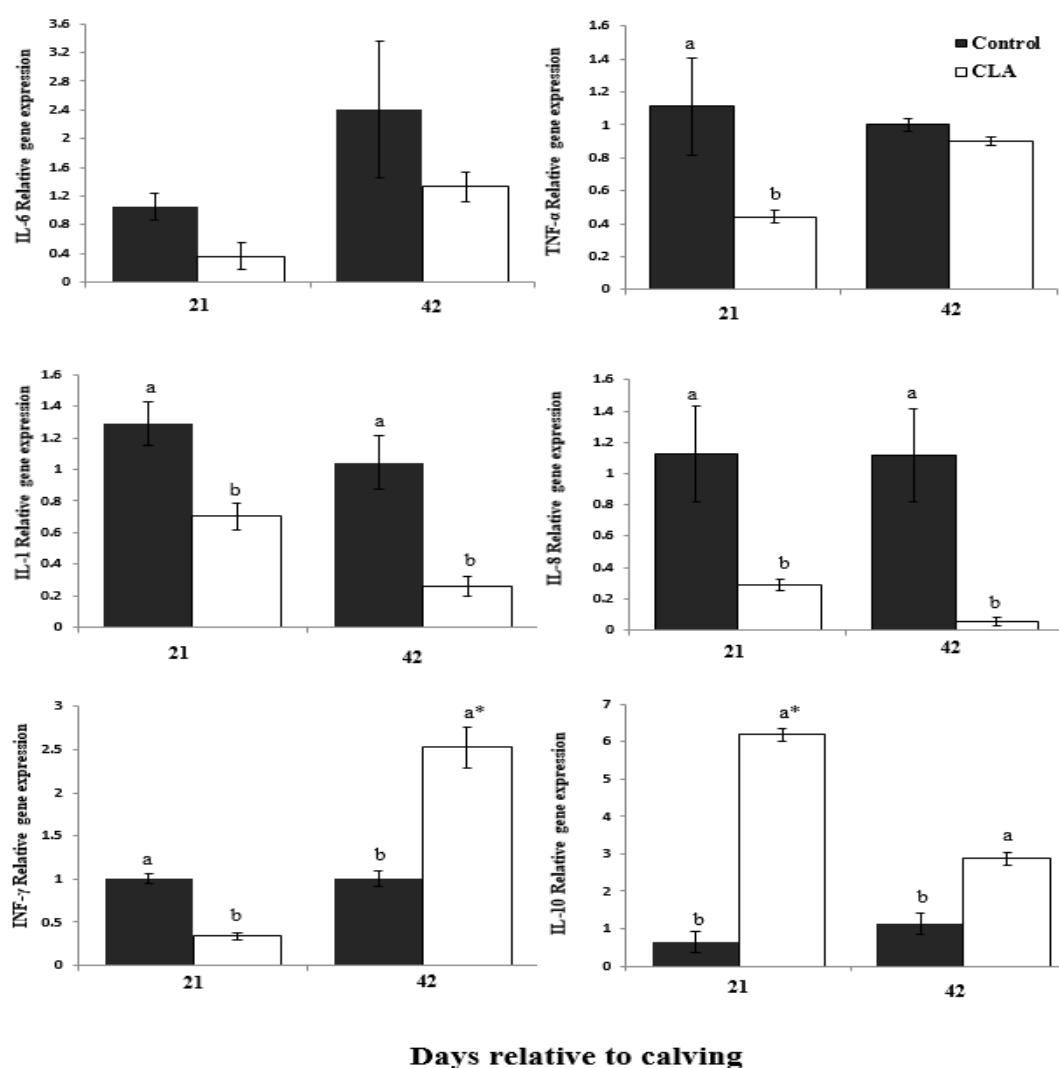 IL-6 Relative gene expression
3.6
3.2
2.8
2.4
2
1.6
1.2
0.8
0.4
0
21
42
TNF-α Relative gene expression
1.6
1.4
1.2
1
0.8
0.6
0.4
0.2
0
a
b
21
42
Control
CLA
IL-1 Relative gene expression
1.6
1.4
1.2
1
0.8
0.6
0.4
0.2
0
a
b
a
b
21
42
IL-8 Relative gene expression
1.6
1.4
1.2
1
0.8
0.6
0.4
0.2
0
a
b
a
b
21
42
INF-γ Relative gene expression
3
2.5
2
1.5
1
0.5
0
a
b
b
a*
21
42
IL-10 Relative gene expression
7
6
5
4
3
2
1
0
b
a*
b
a
21
42
Days relative to calving